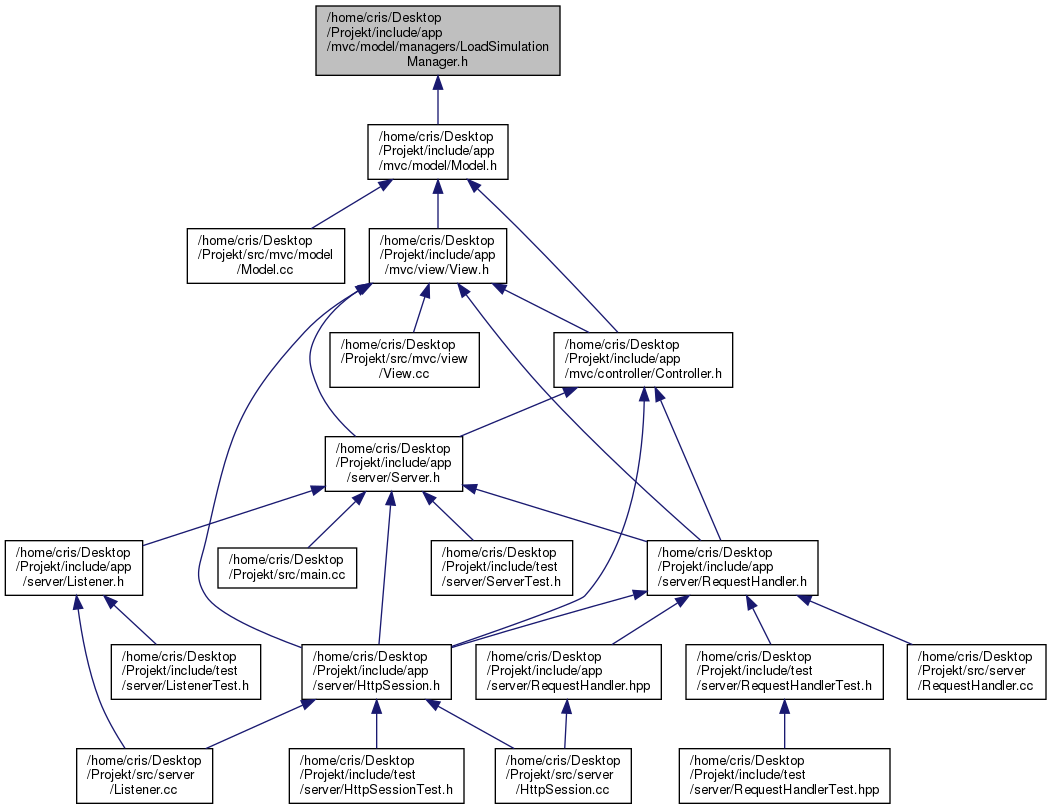 /home/cris/Desktop
/Projekt/include/app
/mvc/model/managers/LoadSimulation
Manager.h
/home/cris/Desktop
/Projekt/include/app
/mvc/model/Model.h
/home/cris/Desktop
/Projekt/src/mvc/model
/Model.cc
/home/cris/Desktop
/Projekt/include/app
/mvc/view/View.h
/home/cris/Desktop
/Projekt/src/mvc/view
/View.cc
/home/cris/Desktop
/Projekt/include/app
/mvc/controller/Controller.h
/home/cris/Desktop
/Projekt/include/app
/server/Server.h
/home/cris/Desktop
/Projekt/include/app
/server/Listener.h
/home/cris/Desktop
/Projekt/src/main.cc
/home/cris/Desktop
/Projekt/include/test
/server/ServerTest.h
/home/cris/Desktop
/Projekt/include/app
/server/RequestHandler.h
/home/cris/Desktop
/Projekt/include/test
/server/ListenerTest.h
/home/cris/Desktop
/Projekt/include/app
/server/HttpSession.h
/home/cris/Desktop
/Projekt/include/app
/server/RequestHandler.hpp
/home/cris/Desktop
/Projekt/include/test
/server/RequestHandlerTest.h
/home/cris/Desktop
/Projekt/src/server
/RequestHandler.cc
/home/cris/Desktop
/Projekt/src/server
/Listener.cc
/home/cris/Desktop
/Projekt/include/test
/server/HttpSessionTest.h
/home/cris/Desktop
/Projekt/src/server
/HttpSession.cc
/home/cris/Desktop
/Projekt/include/test
/server/RequestHandlerTest.hpp